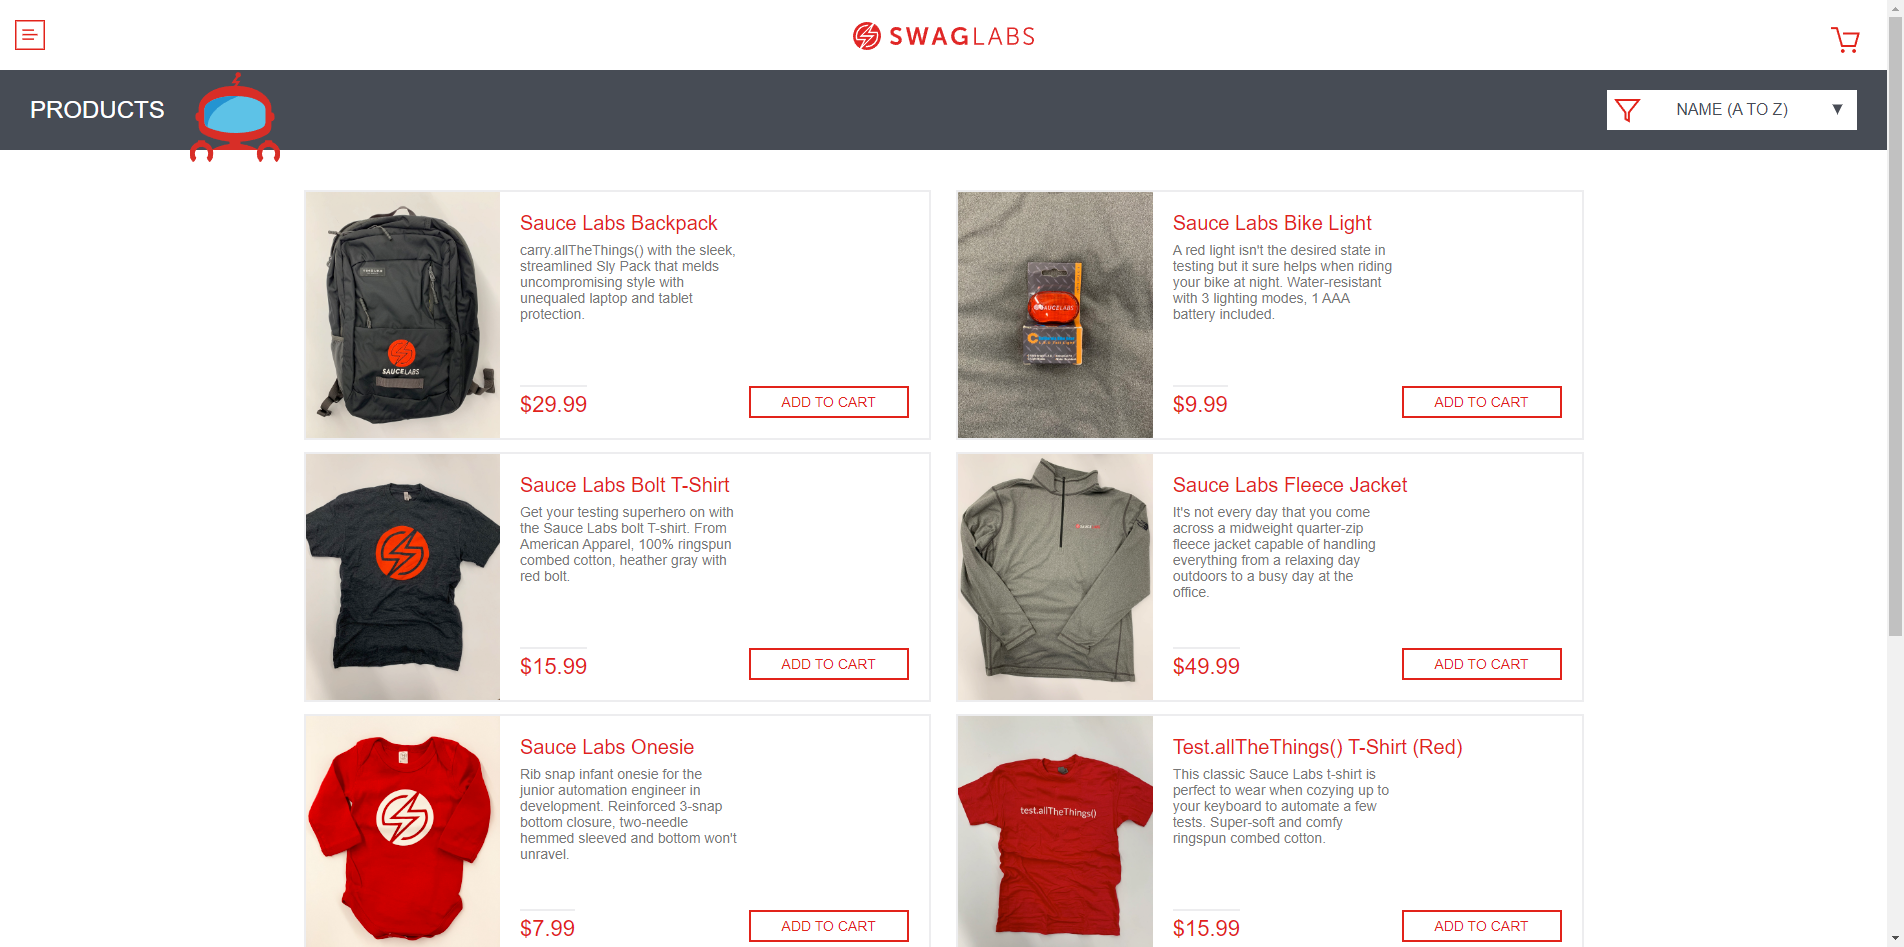 SWAGLABS
PRODUCTS
NAME (A TO Z)
Sauce Labs Backpack
carry.allTheThings() with the sleek,
streamlined Sly Pack that melds
uncompromising style with
unequaled laptop and tablet
protection.
SAUCELABS
$29.99
ADD TO CART
Sauce Labs Bike Light
A red light isn't the desired state in
testing but it sure helps when riding
your bike at night. Water-resistant
with 3 lighting modes, 1 AAA
battery included.
SAUCELABS
$9.99
ADD TO CART
Sauce Labs Bolt T-Shirt
Get your testing superhero on with
the Sauce Labs bolt T-shirt. From
American Apparel, 100% ringspun
combed cotton, heather gray with
red bolt.
$15.99
ADD TO CART
Sauce Labs Fleece Jacket
It's not every day that you come
across a midweight quarter-zip
fleece jacket capable of handling
everything from a relaxing day
outdoors to a busy day at the
office.
$49.99
ADD TO CART
Sauce Labs Onesie
Rib snap infant onesie for the
junior automation engineer in
development. Reinforced 3-snap
bottom closure, two-needle
hemmed sleeved and bottom won't
unravel.
$7.99
ADD TO CART
Test.allTheThings() T-Shirt (Red)
This classic Sauce Labs t-shirt is
perfect to wear when cozying up to
your keyboard to automate a few
tests. Super-soft and comfy
ringspun combed cotton.
test.allTheThings()
$15.99
ADD TO CART